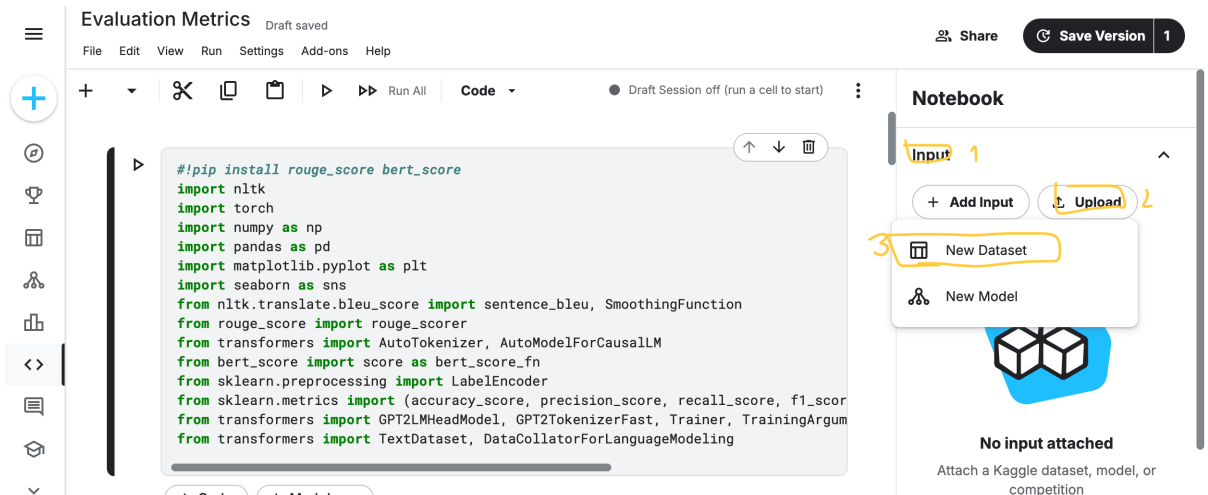 Evaluation Metrics Draft saved
File Edit View Run Settings Add-ons Help
Share
Save Version 1
Run All
Code
Draft Session off (run a cell to start)
Notebook
Input 1
Add Input
Upload 2
3 New Dataset
New Model
No input attached
Attach a Kaggle dataset, model, or
competition
#!pip install rouge_score bert_score
import nltk
import torch
import numpy as np
import pandas as pd
import matplotlib.pyplot as plt
import seaborn as sns
from nltk.translate.bleu_score import sentence_bleu, SmoothingFunction
from rouge_score import rouge_scorer
from transformers import AutoTokenizer, AutoModelForCausalLM
from bert_score import score as bert_score_fn
from sklearn.preprocessing import LabelEncoder
from sklearn.metrics import (accuracy_score, precision_score, recall_score, f1_scor
from transformers import GPT2LMHeadModel, GPT2TokenizerFast, Trainer, TrainingArgum
from transformers import TextDataset, DataCollatorForLanguageModeling